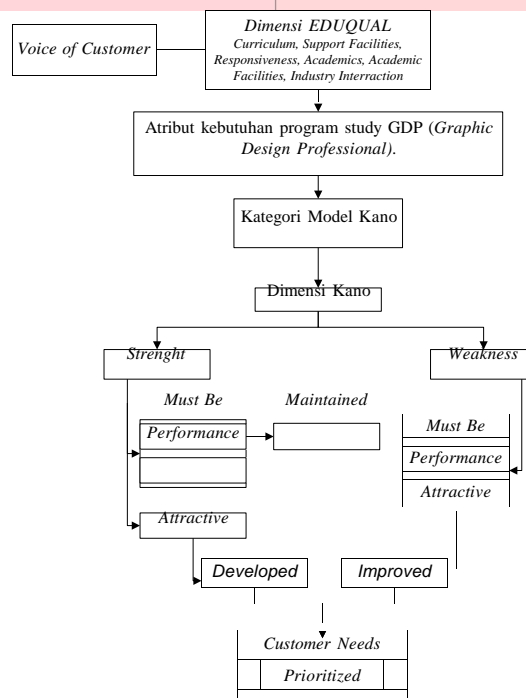 Voice of Customer
Dimensi EDUQUAL
Curriculum, Support Facilities,
Responsiveness, Academics, Academic
Facilities, Industry Interraction
Atribut kebutuhan program study GDP (Graphic
Design Professional).
Kategori Model Kano
Dimensi Kano
Strenght
Weakness
Must Be
Maintained
Performance
Attractive
Must Be
Performance
Attractive
Developed
Improved
Customer Needs
Prioritized